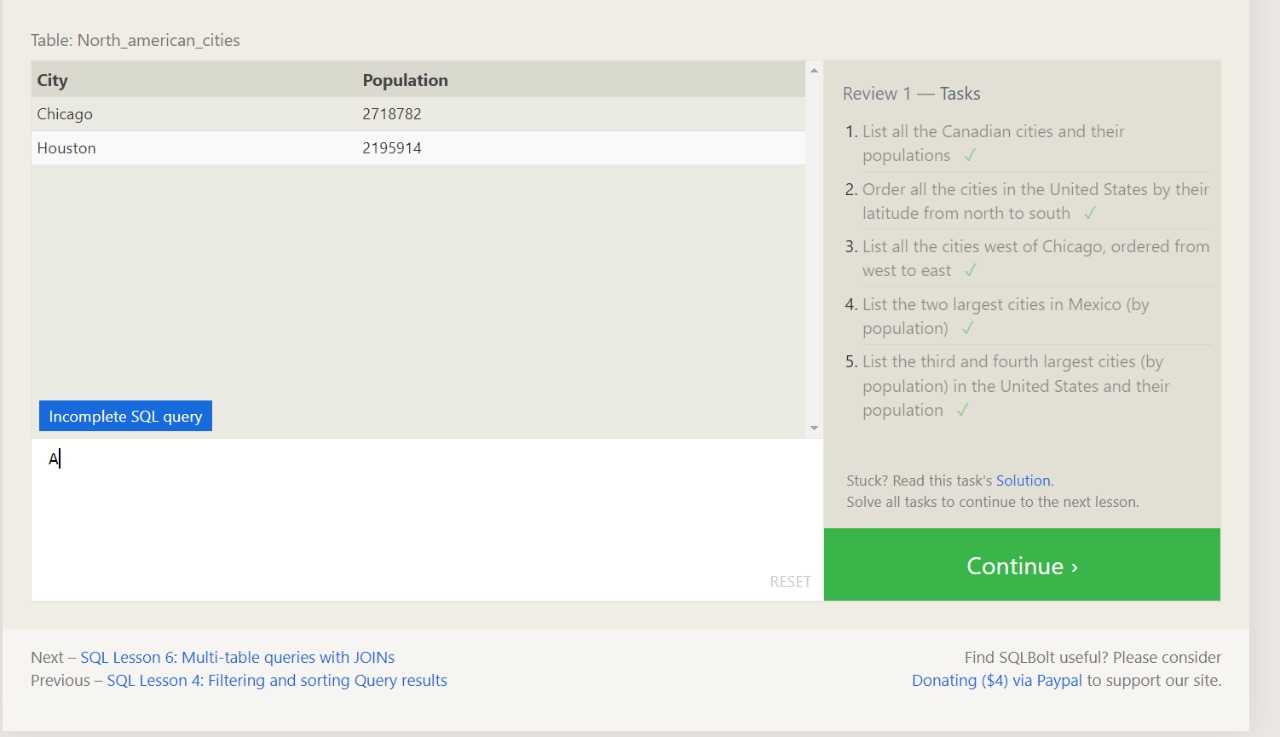 Table: North_american_cities
City Population
Chicago 2718782
Houston 2195914
Incomplete SQL query
A
RESET
Review 1 — Tasks
1. List all the Canadian cities and their
populations ✓
2. Order all the cities in the United States by their
latitude from north to south ✓
3. List all the cities west of Chicago, ordered from
west to east ✓
4. List the two largest cities in Mexico (by
population) ✓
5. List the third and fourth largest cities (by
population) in the United States and their
population ✓
Stuck? Read this task's Solution.
Solve all tasks to continue to the next lesson.
Continue ›
Next – SQL Lesson 6: Multi-table queries with JOINs
Previous – SQL Lesson 4: Filtering and sorting Query results
Find SQLBolt useful? Please consider
Donating ($4) via Paypal to support our site.